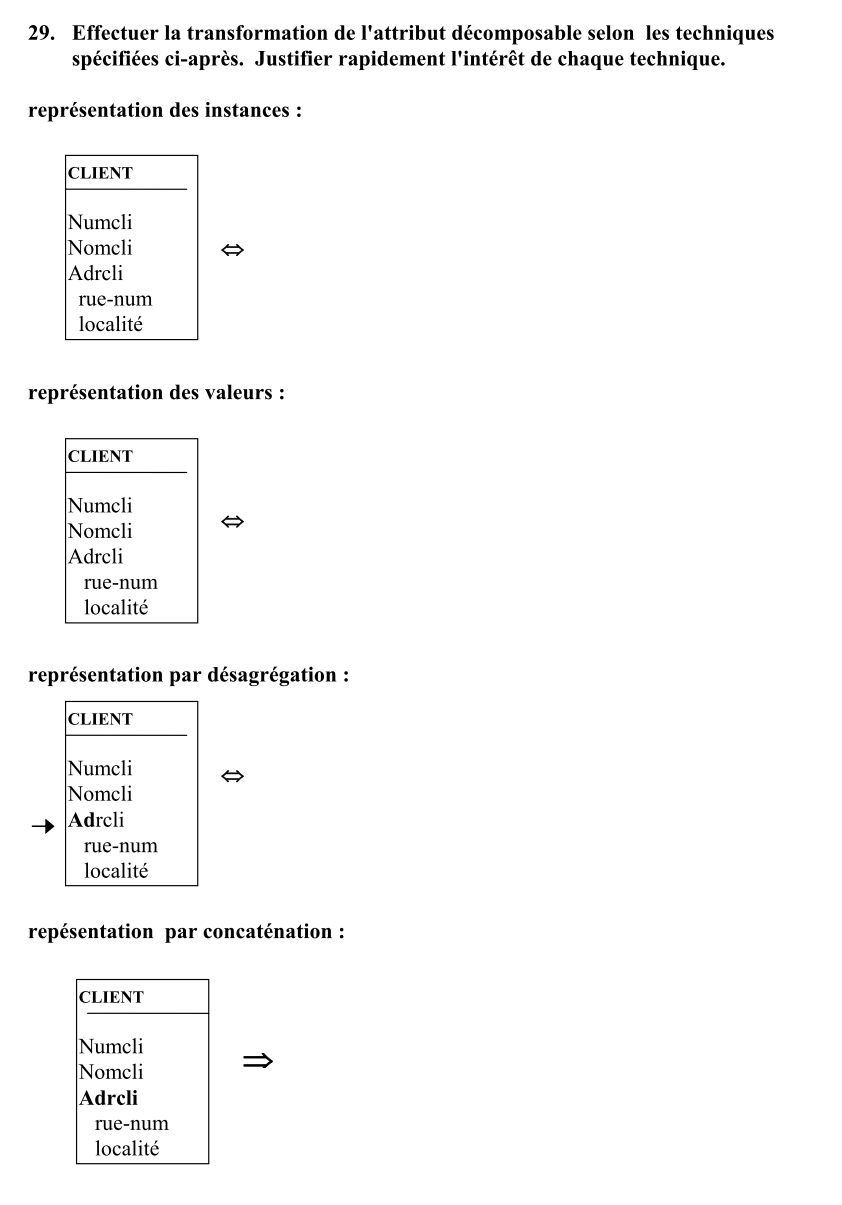 29. Effectuer la transformation de l'attribut décomposable selon les techniques
spécifiées ci-après. Justifier rapidement l'intérêt de chaque technique.
représentation des instances :
CLIENT
Numcli
Nomcli
Adrcli
rue-num
localité
⇔
représentation des valeurs :
CLIENT
Numcli
Nomcli
Adrcli
rue-num
localité
⇔
représentation par désagrégation :
CLIENT
Numcli
Nomcli
→ Adrcli
rue-num
localité
⇔
repésentation par concaténation :
CLIENT
Numcli
Nomcli
Adrcli
rue-num
localité
⇒